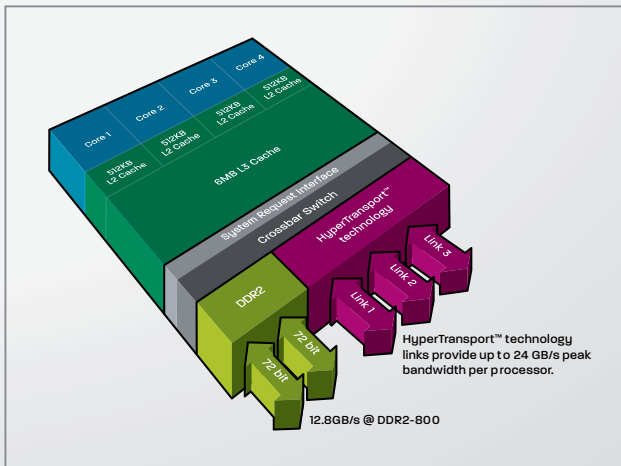 Core 1
Core 2
Core 3
Core 4
512KB
L2 Cache
512KB
L2 Cache
512KB
L2 Cache
512KB
L2 Cache
6MB L3 Cache
System Request Interface
Crossbar Switch
HyperTransport™
technology
DDR2
Link 1
Link 2
Link 3
72 bit
72 bit
HyperTransport™ technology
links provide up to 24 GB/s peak
bandwidth per processor.
12.8GB/s @ DDR2-800